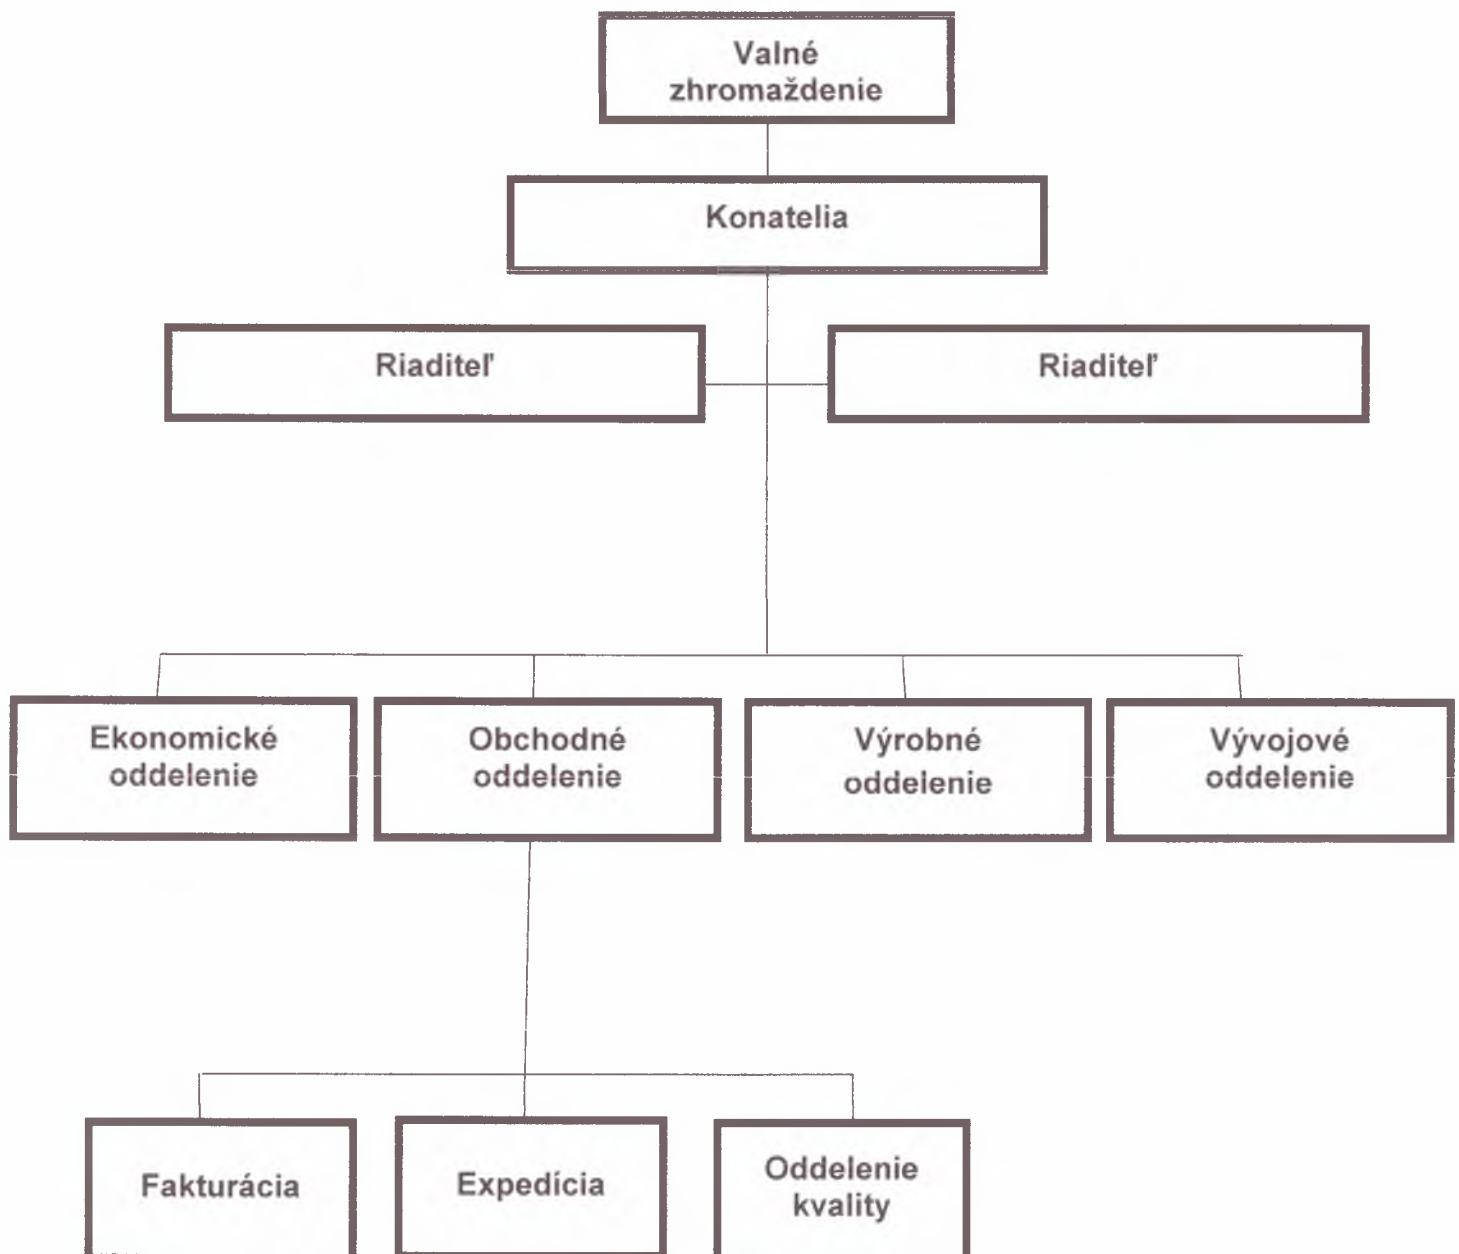 Valné
zhromaždenie
Konatelia
Riaditeľ
Riaditeľ
Ekonomické
oddelenie
Obchodné
oddelenie
Výrobné
oddelenie
Vývojové
oddelenie
Fakturácia
Expedícia
Oddelenie
kvality